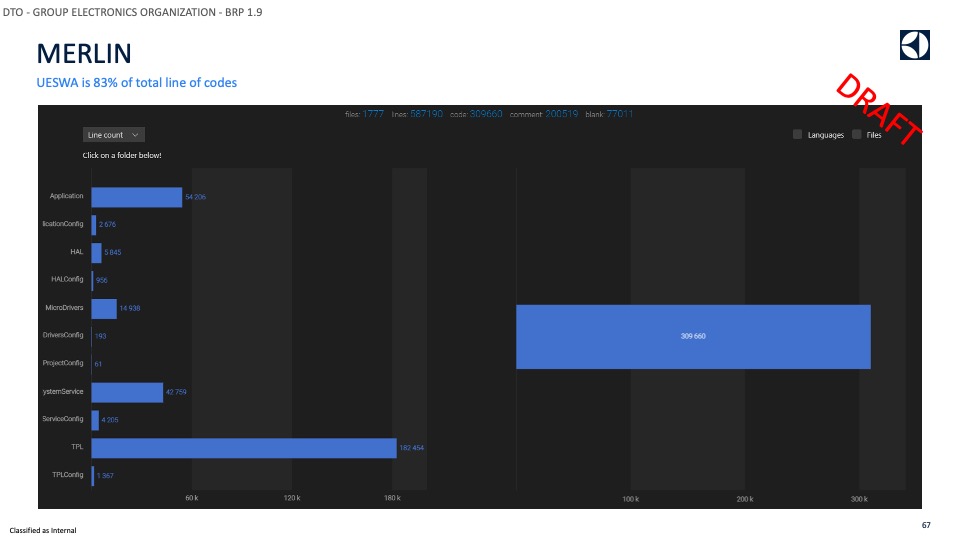 DTO - GROUP ELECTRONICS ORGANIZATION - BRP 1.9
MERLIN
UESWA is 83% of total line of codes
DRAFT
files: 1777 lines: 587190 code: 309660 comment: 200519 blank: 77011
Line count
Languages
Files
Click on a folder below!
Application 54 206
licationConfig 2 676
HAL 5 845
HALConfig 956
MicroDrivers 14 938
DriversConfig 193
ProjectConfig 61
ystemService 42 759
ServiceConfig 4 205
TPL 182 454
TPLConfig 1 367
60 k 120 k 180 k
309 660
100 k 200 k 300 k
Classified as Internal
67